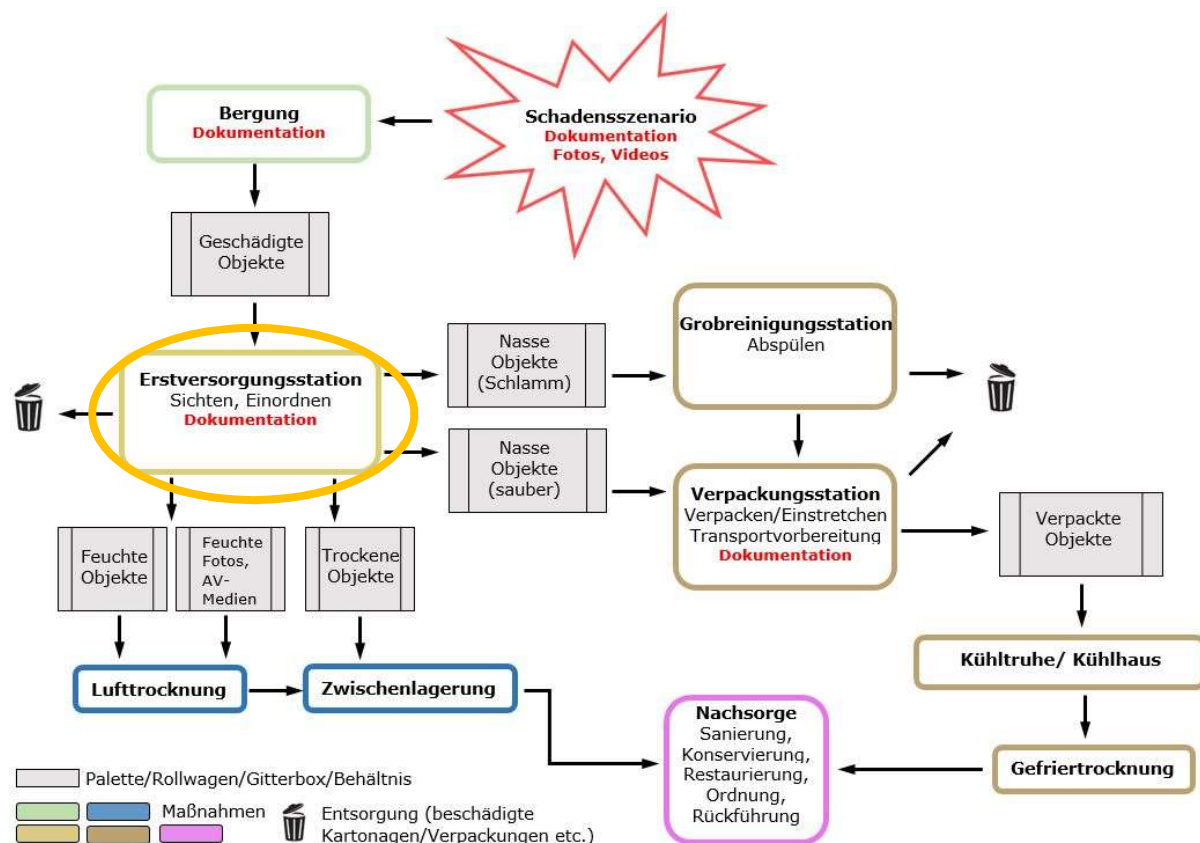 Schadensszenario
Dokumentation
Fotos, Videos
Bergung
Dokumentation
Geschädigte
Objekte
Erstversorgungsstation
Sichten, Einordnen
Dokumentation
Nasse
Objekte
(Schlamm)
Nasse
Objekte
(sauber)
Grobreinigungsstation
Abspülen
Verpackungsstation
Verpacken/Einstretchen
Transportvorbereitung
Dokumentation
Verpackte
Objekte
Feuchte
Objekte
Feuchte
Fotos,
AV-
Medien
Trockene
Objekte
Lufttrocknung
Zwischenlagerung
Kühltruhe/ Kühlhaus
Gefriertrocknung
Nachsorge
Sanierung,
Konservierung,
Restaurierung,
Ordnung,
Rückführung
Palette/Rollwagen/Gitterbox/Behältnis
Maßnahmen
Entsorgung (beschädigte
Kartonagen/Verpackungen etc.)